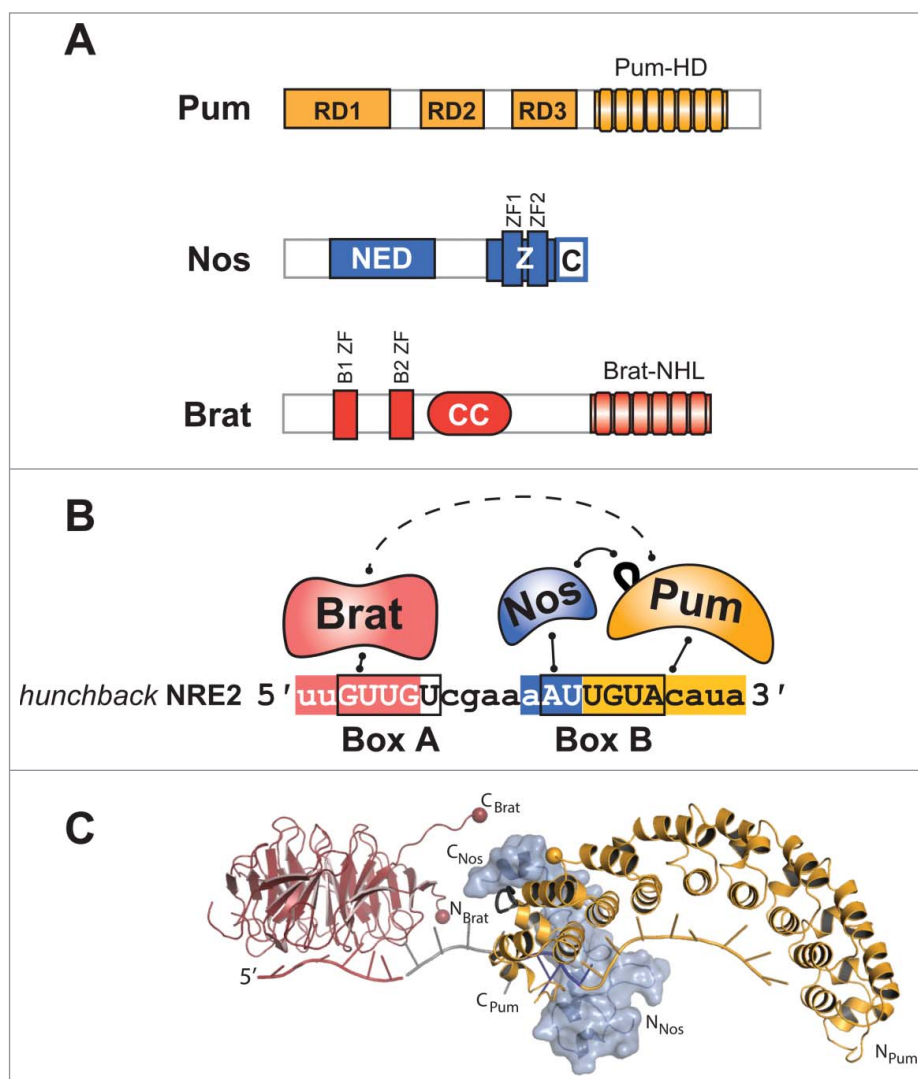 A
Pum-HD
Pum RD1 RD2 RD3
ZF1 ZF2
Nos NED Z C
B1 ZF B2 ZF Brat-NHL
Brat CC
B
Brat Nos Pum
hunchback NRE2 5'uuGUUGUcgaaaAUUGUAcaua3'
Box A Box B
C
C Brat
C Nos
N Brat
5'
C Pum
N Nos
N Pum